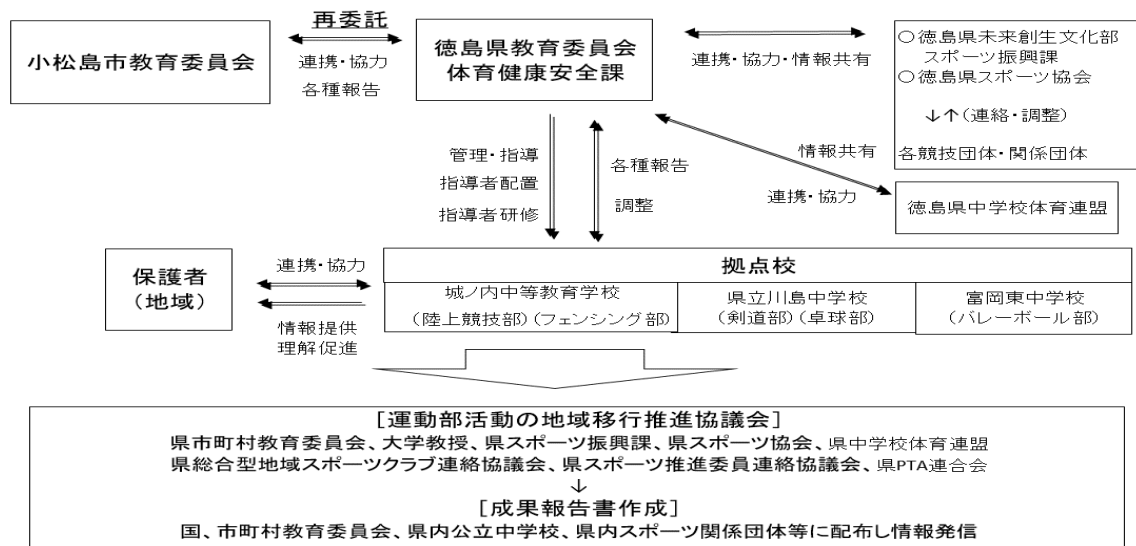 再委託
小松島市教育委員会
連携・協力
各種報告
徳島県教育委員会
体育健康安全課
連携・協力・情報共有
○徳島県未来創生文化部
スポーツ振興課
○徳島県スポーツ協会
↓↑(連絡・調整)
各競技団体・関係団体
管理・指導
指導者配置
指導者研修
各種報告
調整
情報共有
連携・協力
徳島県中学校体育連盟
保護者
(地域)
連携・協力
情報提供
理解促進
拠点校
城ノ内中等教育学校
(陸上競技部)(フェンシング部)
県立川島中学校
(剣道部)(卓球部)
富岡東中学校
(バレーボール部)
[運動部活動の地域移行推進協議会]
県市町村教育委員会、大学教授、県スポーツ振興課、県スポーツ協会、県中学校体育連盟
県総合型地域スポーツクラブ連絡協議会、県スポーツ推進委員連絡協議会、県PTA連合会
↓
[成果報告書作成]
国、市町村教育委員会、県内公立中学校、県内スポーツ関係団体等に配布し情報発信